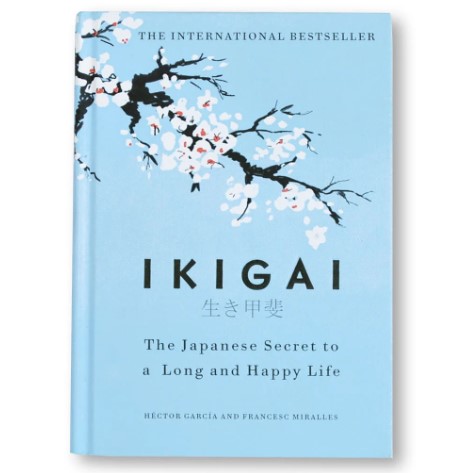 THE INTERNATIONAL BESTSELLER
IKIGAI
生き甲斐
The Japanese Secret to
a Long and Happy Life
HÉCTOR GARCÍA AND FRANCESC MIRALLES